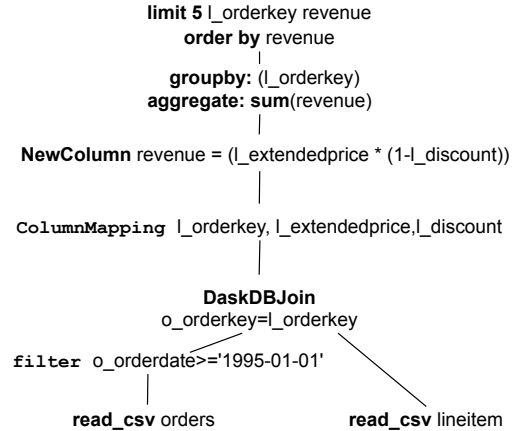 limit 5 l_orderkey revenue
order by revenue
groupby: (l_orderkey)
aggregate: sum(revenue)
NewColumn revenue = (l_extendedprice * (1-l_discount))
ColumnMapping l_orderkey, l_extendedprice,l_discount
DaskDBJoin
o_orderkey=l_orderkey
filter o_orderdate>='1995-01-01'
read_csv orders
read_csv lineitem